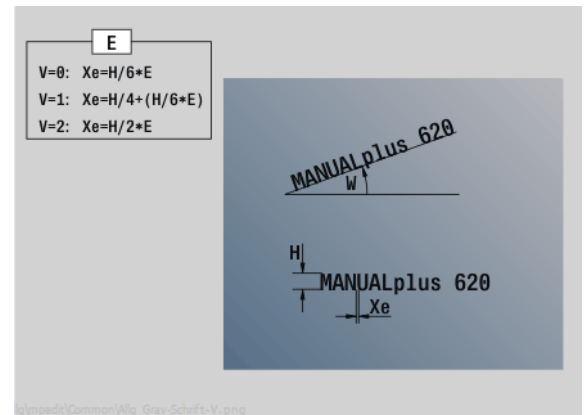 E
V=0: Xe=H/6*E
V=1: Xe=H/4+(H/6*E)
V=2: Xe=H/2*E
MANUALplus 620
W
H
MANUALplus 620
Xe